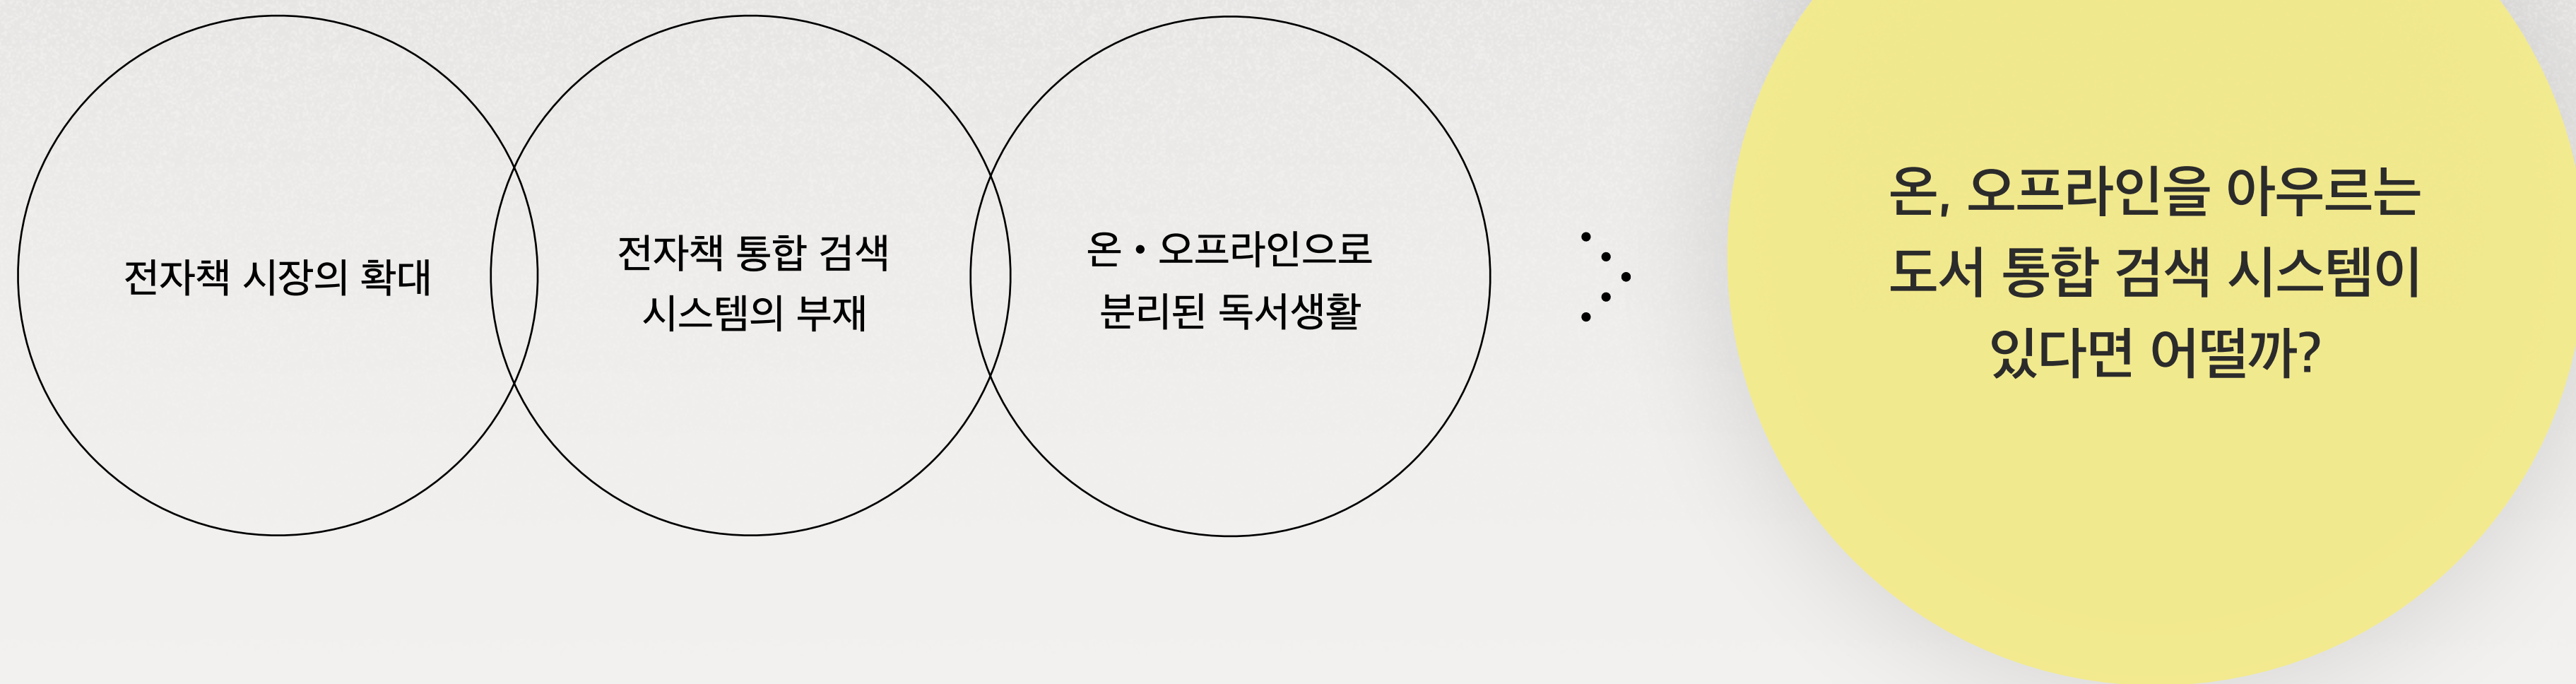 전자책 시장의 확대
전자책 통합 검색
시스템의 부재
온 • 오프라인으로
분리된 독서생활
온, 오프라인을 아우르는
도서 통합 검색 시스템이
있다면 어떨까?